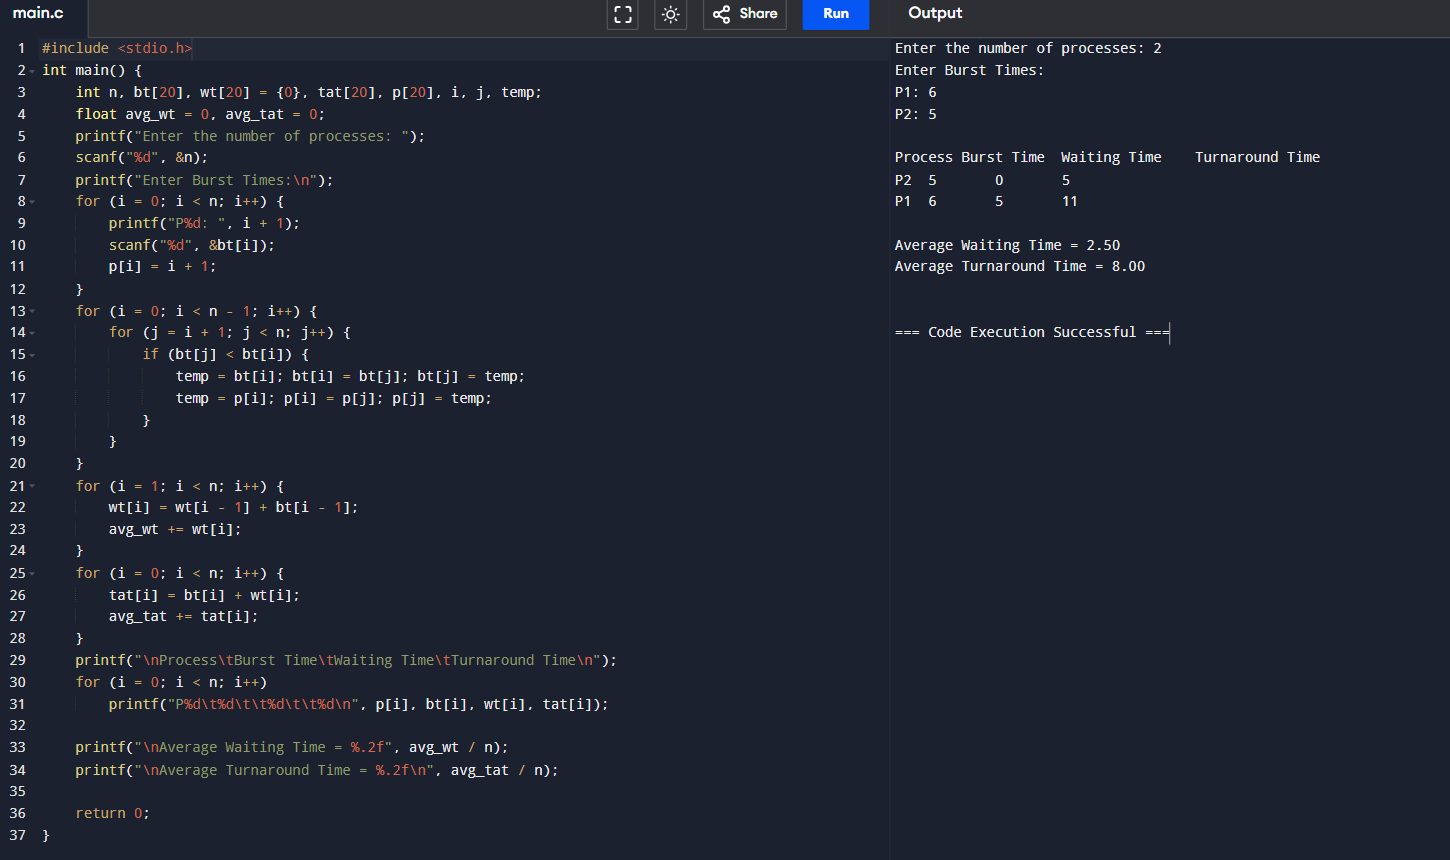 main.c
Share
Run
Output
1 #include <stdio.h>
2 int main() {
3     int n, bt[20], wt[20] = {0}, tat[20], p[20], i, j, temp;
4     float avg_wt = 0, avg_tat = 0;
5     printf("Enter the number of processes: ");
6     scanf("%d", &n);
7     printf("Enter Burst Times:\n");
8     for (i = 0; i < n; i++) {
9         printf("P%d: ", i + 1);
10         scanf("%d", &bt[i]);
11         p[i] = i + 1;
12     }
13     for (i = 0; i < n - 1; i++) {
14         for (j = i + 1; j < n; j++) {
15             if (bt[j] < bt[i]) {
16                 temp = bt[i]; bt[i] = bt[j]; bt[j] = temp;
17                 temp = p[i]; p[i] = p[j]; p[j] = temp;
18             }
19         }
20     }
21     for (i = 1; i < n; i++) {
22         wt[i] = wt[i - 1] + bt[i - 1];
23         avg_wt += wt[i];
24     }
25     for (i = 0; i < n; i++) {
26         tat[i] = bt[i] + wt[i];
27         avg_tat += tat[i];
28     }
29     printf("\nProcess\tBurst Time\tWaiting Time\tTurnaround Time\n");
30     for (i = 0; i < n; i++)
31         printf("P%d\t%d\t\t%d\t\t%d\n", p[i], bt[i], wt[i], tat[i]);
32
33     printf("\nAverage Waiting Time = %.2f", avg_wt / n);
34     printf("\nAverage Turnaround Time = %.2f\n", avg_tat / n);
35
36     return 0;
37 }
Enter the number of processes: 2
Enter Burst Times:
P1: 6
P2: 5
Process Burst Time  Waiting Time    Turnaround Time
P2  5       0       5
P1  6       5       11
Average Waiting Time = 2.50
Average Turnaround Time = 8.00
=== Code Execution Successful ===